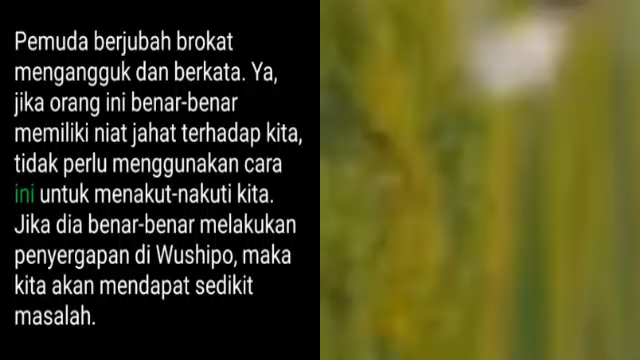 Pemuda berjubah brokat
mengangguk dan berkata. Ya,
jika orang ini benar-benar
memiliki niat jahat terhadap kita,
tidak perlu menggunakan cara
ini untuk menakut-nakuti kita.
Jika dia benar-benar melakukan
penyergapan di Wushipo, maka
kita akan mendapat sedikit
masalah.